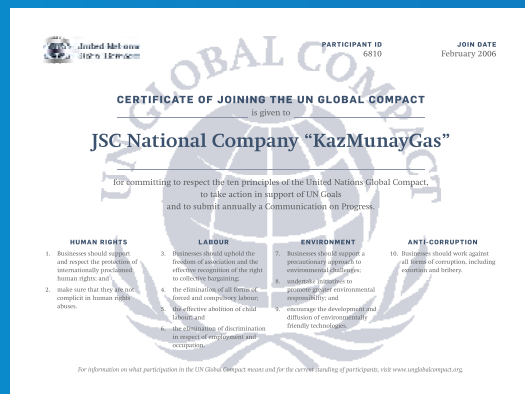 United Nations
PARTICIPANT ID
6810
JOIN DATE
February 2006
UN GLOBAL COMPACT
CERTIFICATE OF JOINING THE UN GLOBAL COMPACT
is given to
JSC National Company “KazMunayGas”
for committing to respect the ten principles of the United Nations Global Compact,
to take action in support of UN Goals
and to submit annually a Communication on Progress.
HUMAN RIGHTS
1. Businesses should support
and respect the protection of
internationally proclaimed
human rights; and
2. make sure that they are not
complicit in human rights
abuses.
LABOUR
3. Businesses should uphold the
freedom of association and the
effective recognition of the right
to collective bargaining;
4. the elimination of all forms of
forced and compulsory labour;
5. the effective abolition of child
labour; and
6. the elimination of discrimination
in respect of employment and
occupation.
ENVIRONMENT
7. Businesses should support a
precautionary approach to
environmental challenges;
8. undertake initiatives to
promote greater environmental
responsibility; and
9. encourage the development and
diffusion of environmentally
friendly technologies.
ANTI-CORRUPTION
10. Businesses should work against
all forms of corruption, including
extortion and bribery.
For information on what participation in the UN Global Compact means and for the current standing of participants, visit www.unglobalcompact.org.